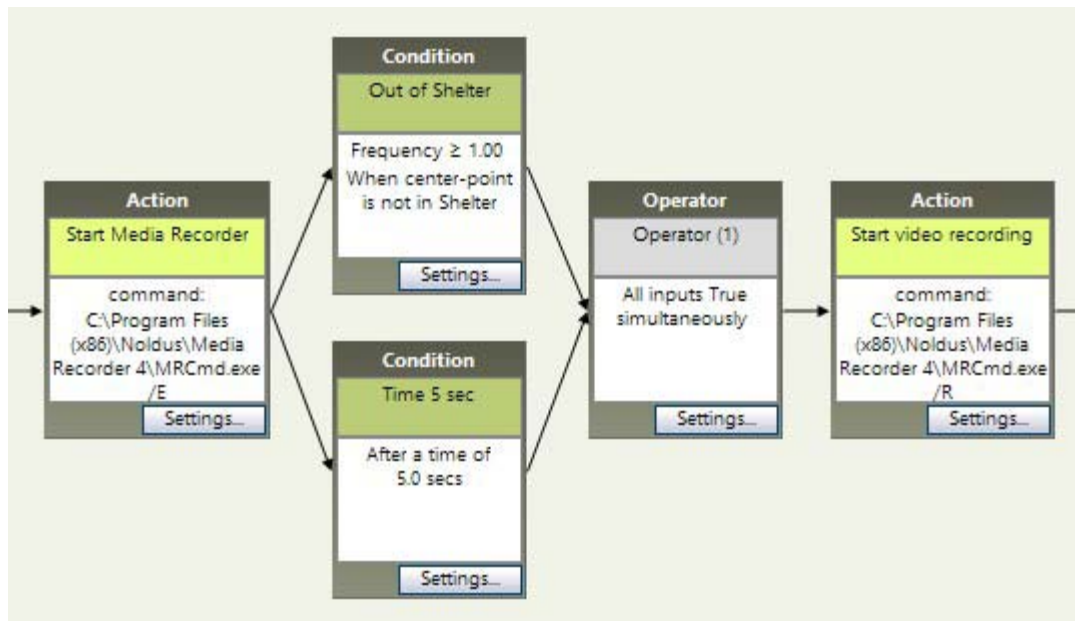 Action
Start Media Recorder
command:
C:\Program Files
(x86)\Noldus\Media
Recorder 4\MRCmd.exe
/E
Settings...
Condition
Out of Shelter
Frequency ≥ 1.00
When center-point
is not in Shelter
Settings...
Condition
Time 5 sec
After a time of
5.0 secs
Settings...
Operator
Operator (1)
All inputs True
simultaneously
Settings...
Action
Start video recording
command:
C:\Program Files
(x86)\Noldus\Media
Recorder 4\MRCmd.exe
/R
Settings...